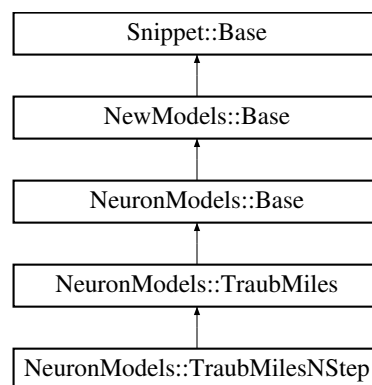 Snippet::Base
NewModels::Base
NeuronModels::Base
NeuronModels::TraubMiles
NeuronModels::TraubMilesNStep